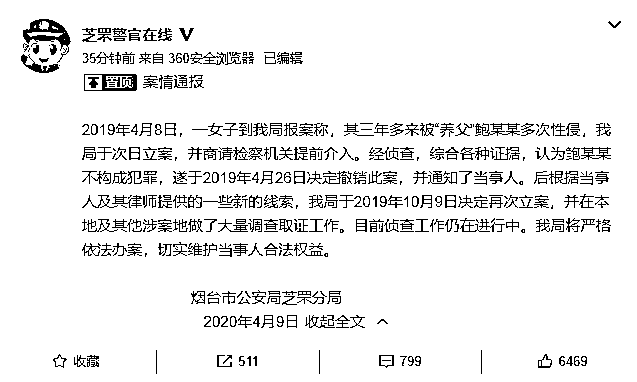 芝罘警官在线
35分钟前 来自 360安全浏览器 已编辑
置顶 案情通报
2019年4月8日，一女子到我局报案称，其三年多来被“养父”鲍某某多次性侵，我
局于次日立案，并商请检察机关提前介入。经侦查，综合各种证据，认为鲍某某
不构成犯罪，遂于2019年4月26日决定撤销此案，并通知了当事人。后根据当事
人及其律师提供的一些新的线索，我局于2019年10月9日决定再次立案，并在本
地及其他涉案地做了大量调查取证工作。目前侦查工作仍在进行中。我局将严格
依法办案，切实维护当事人合法权益。
烟台市公安局芝罘分局
2020年4月9日 收起全文
收藏 511 799 6469